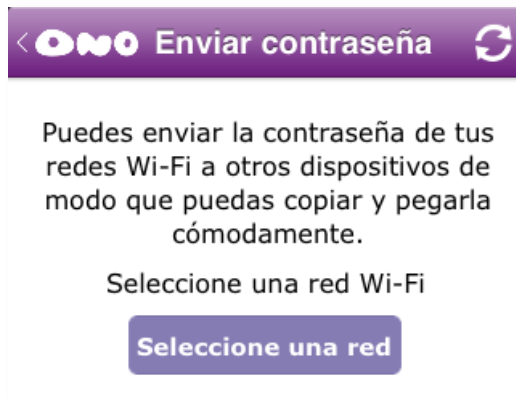 ONO Enviar contraseña
Puedes enviar la contraseña de tus
redes Wi-Fi a otros dispositivos de
modo que puedas copiar y pegarla
cómodamente.
Seleccione una red Wi-Fi
Seleccione una red